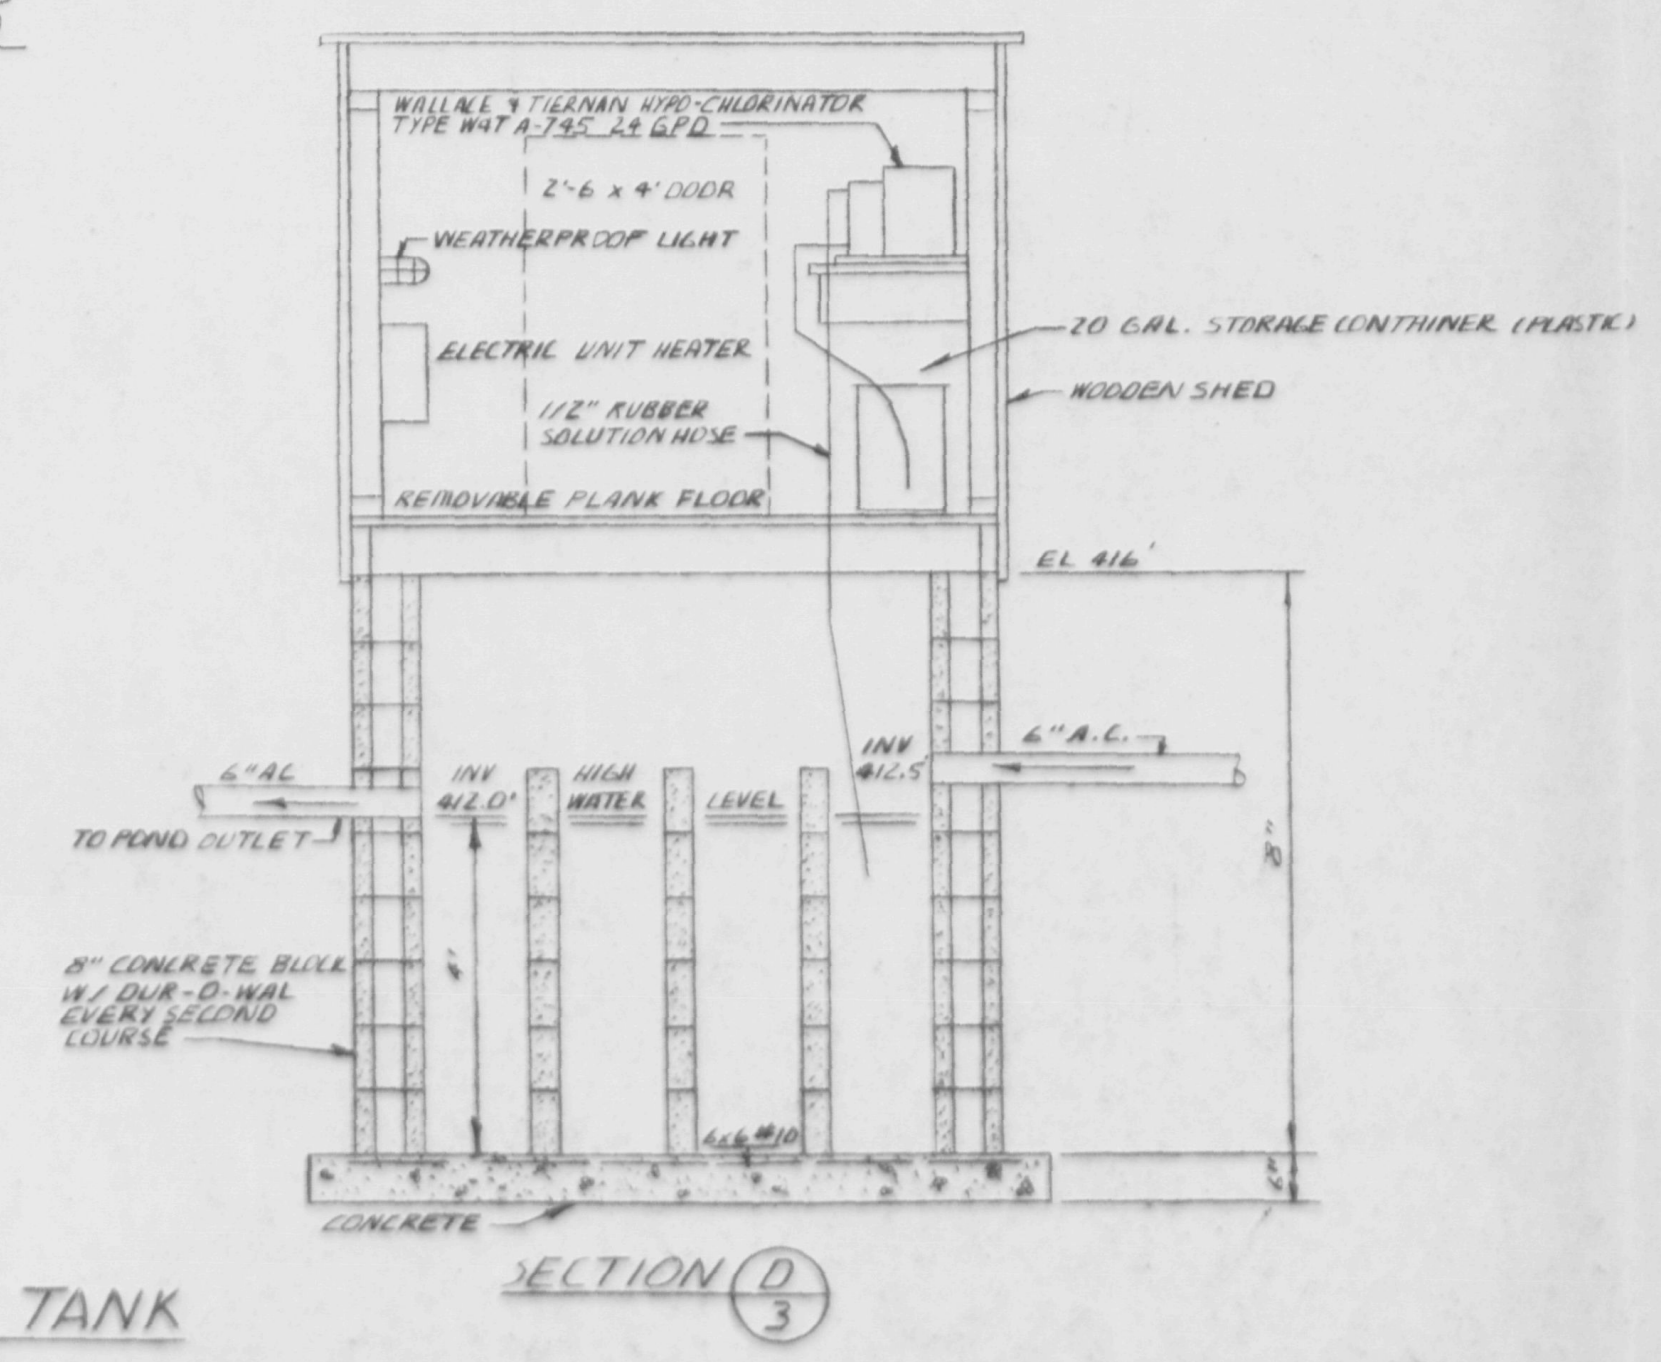 WALLACE & TIERNAN HYPO-CHLORINATOR
TYPE W&T A-745 24 GPD
2'-6 x 4' DOOR
WEATHERPROOF LIGHT
ELECTRIC UNIT HEATER
20 GAL. STORAGE CONTAINER (PLASTIC)
WOODEN SHED
1/2" RUBBER
SOLUTION HOSE
REMOVABLE PLANK FLOOR
EL 416'
6" A.C.
INV
412.5'
6" AC
INV
412.0'
HIGH
WATER
LEVEL
TO POND OUTLET
8"
4'
8" CONCRETE BLOCK
W/ DUR-O-WAL
EVERY SECOND
COURSE
6x6 #10
6"
CONCRETE
SECTION D
3
TANK